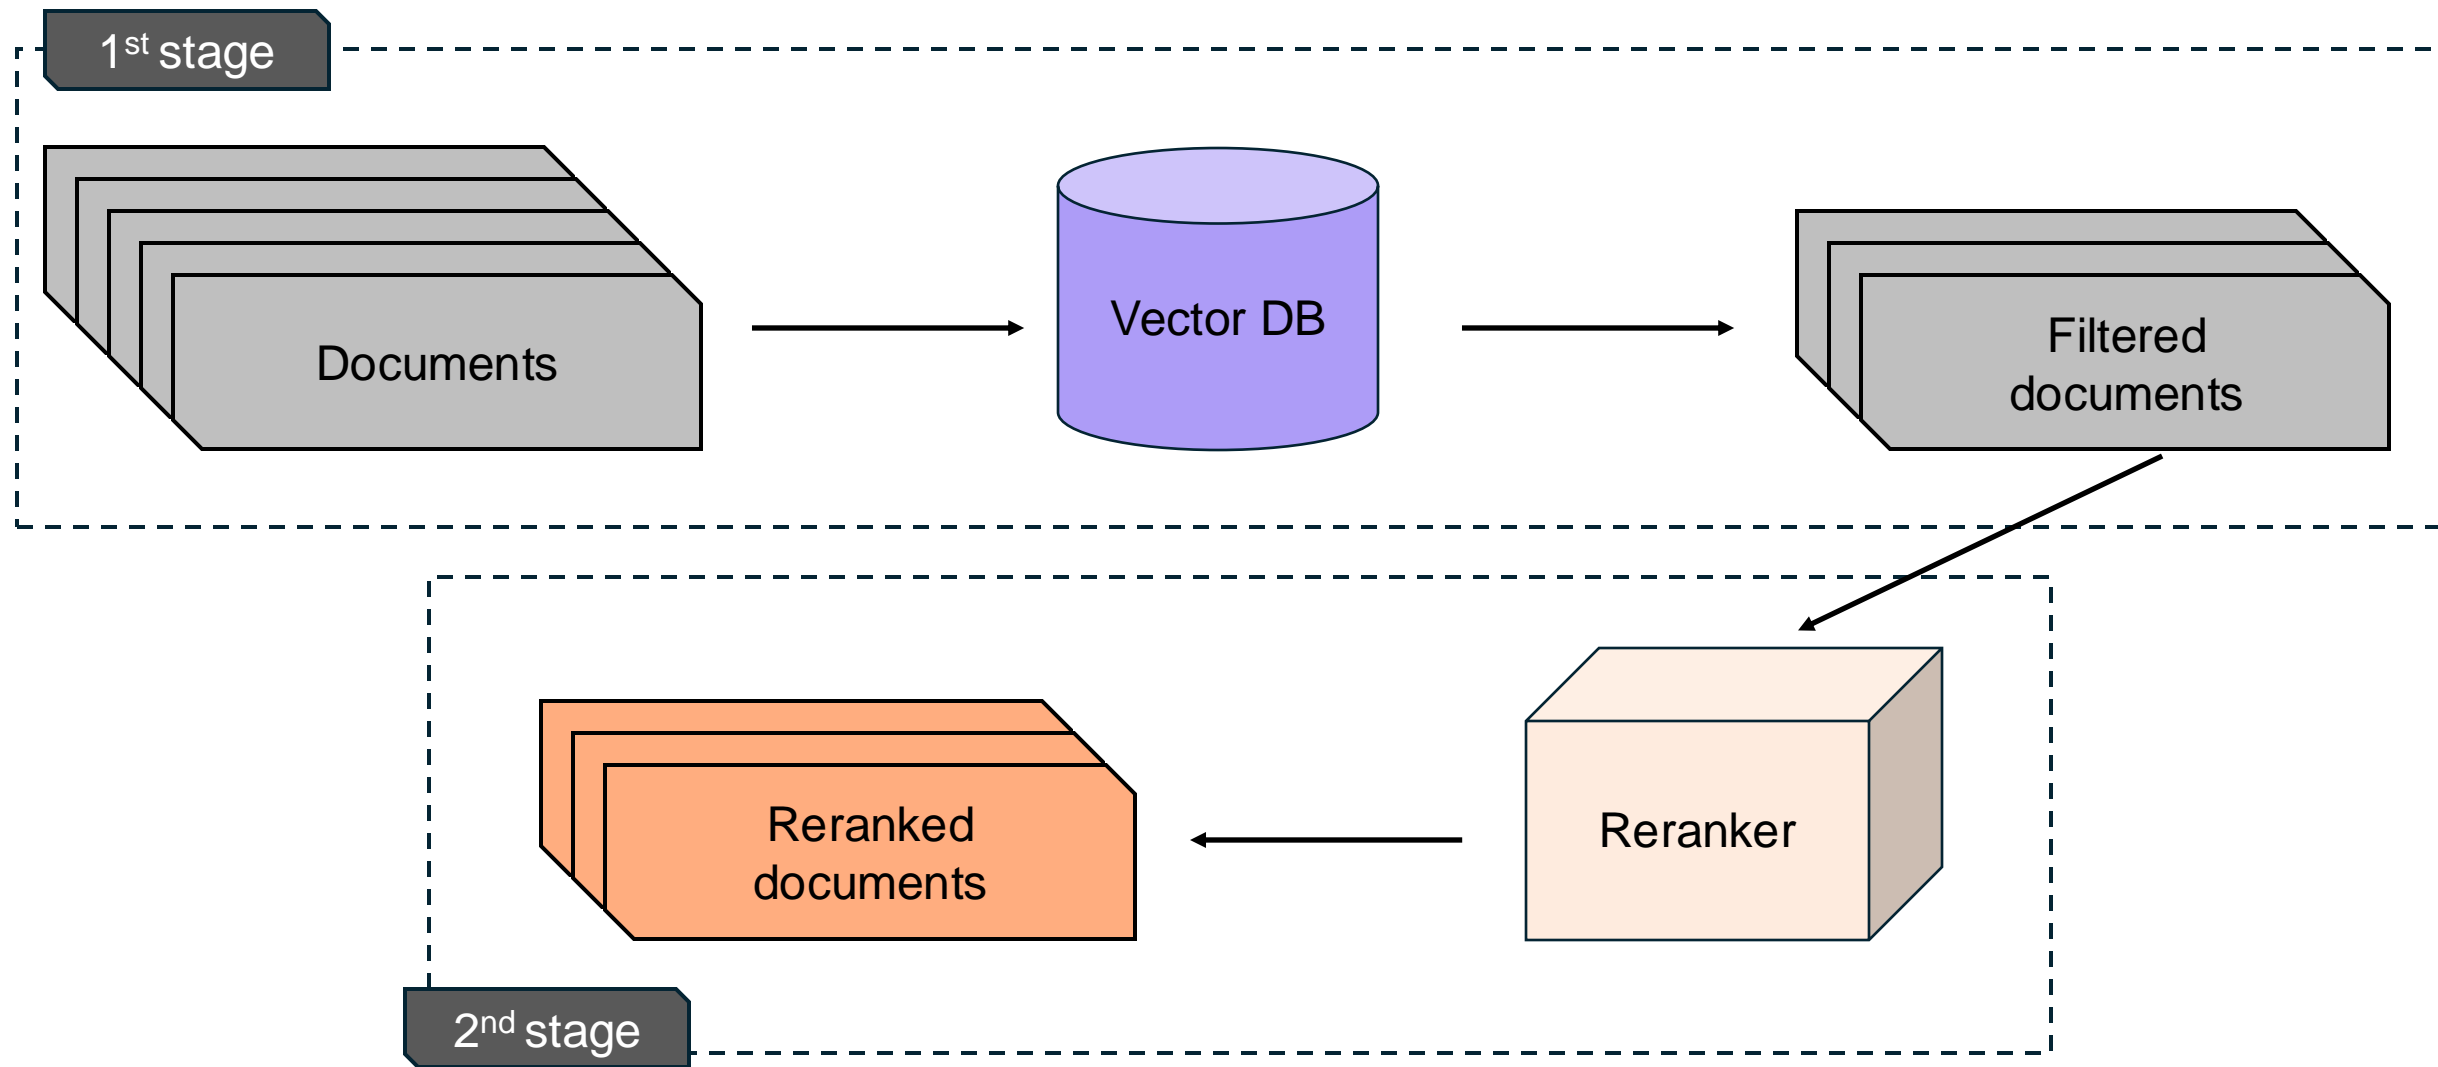 1st stage
Documents
Vector DB
Filtered
documents
Reranked
documents
Reranker
2nd stage